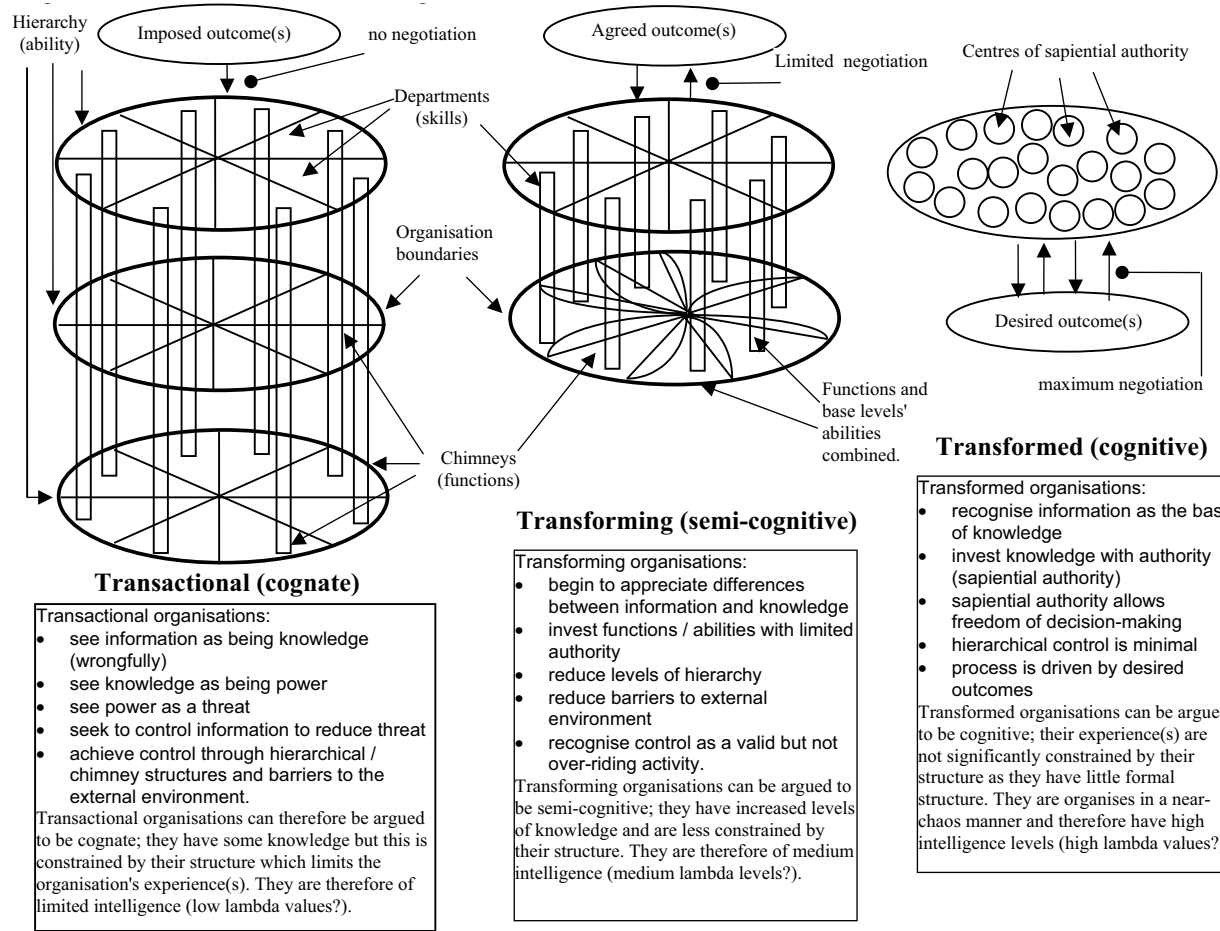 Hierarchy
(ability)
Imposed outcome(s)
no negotiation
Departments
(skills)
Organisation
boundaries
Chimneys
(functions)
Agreed outcome(s)
Limited negotiation
Functions and
base levels'
abilities
combined.
Centres of sapiential authority
Desired outcome(s)
maximum negotiation
Transactional (cognate)
Transactional organisations:
• see information as being knowledge
(wrongfully)
• see knowledge as being power
• see power as a threat
• seek to control information to reduce threat
• achieve control through hierarchical /
chimney structures and barriers to the
external environment.
Transactional organisations can therefore be argued
to be cognate; they have some knowledge but this is
constrained by their structure which limits the
organisation's experience(s). They are therefore of
limited intelligence (low lambda values?).
Transforming (semi-cognitive)
Transforming organisations:
• begin to appreciate differences
between information and knowledge
• invest functions / abilities with limited
authority
• reduce levels of hierarchy
• reduce barriers to external
environment
• recognise control as a valid but not
over-riding activity.
Transforming organisations can be argued to
be semi-cognitive; they have increased levels
of knowledge and are less constrained by
their structure. They are therefore of medium
intelligence (medium lambda levels?).
Transformed (cognitive)
Transformed organisations:
• recognise information as the bas
of knowledge
• invest knowledge with authority
(sapiential authority)
• sapiential authority allows
freedom of decision-making
• hierarchical control is minimal
• process is driven by desired
outcomes
Transformed organisations can be argue
to be cognitive; their experience(s) are
not significantly constrained by their
structure as they have little formal
structure. They are organises in a near-
chaos manner and therefore have high
intelligence levels (high lambda values?